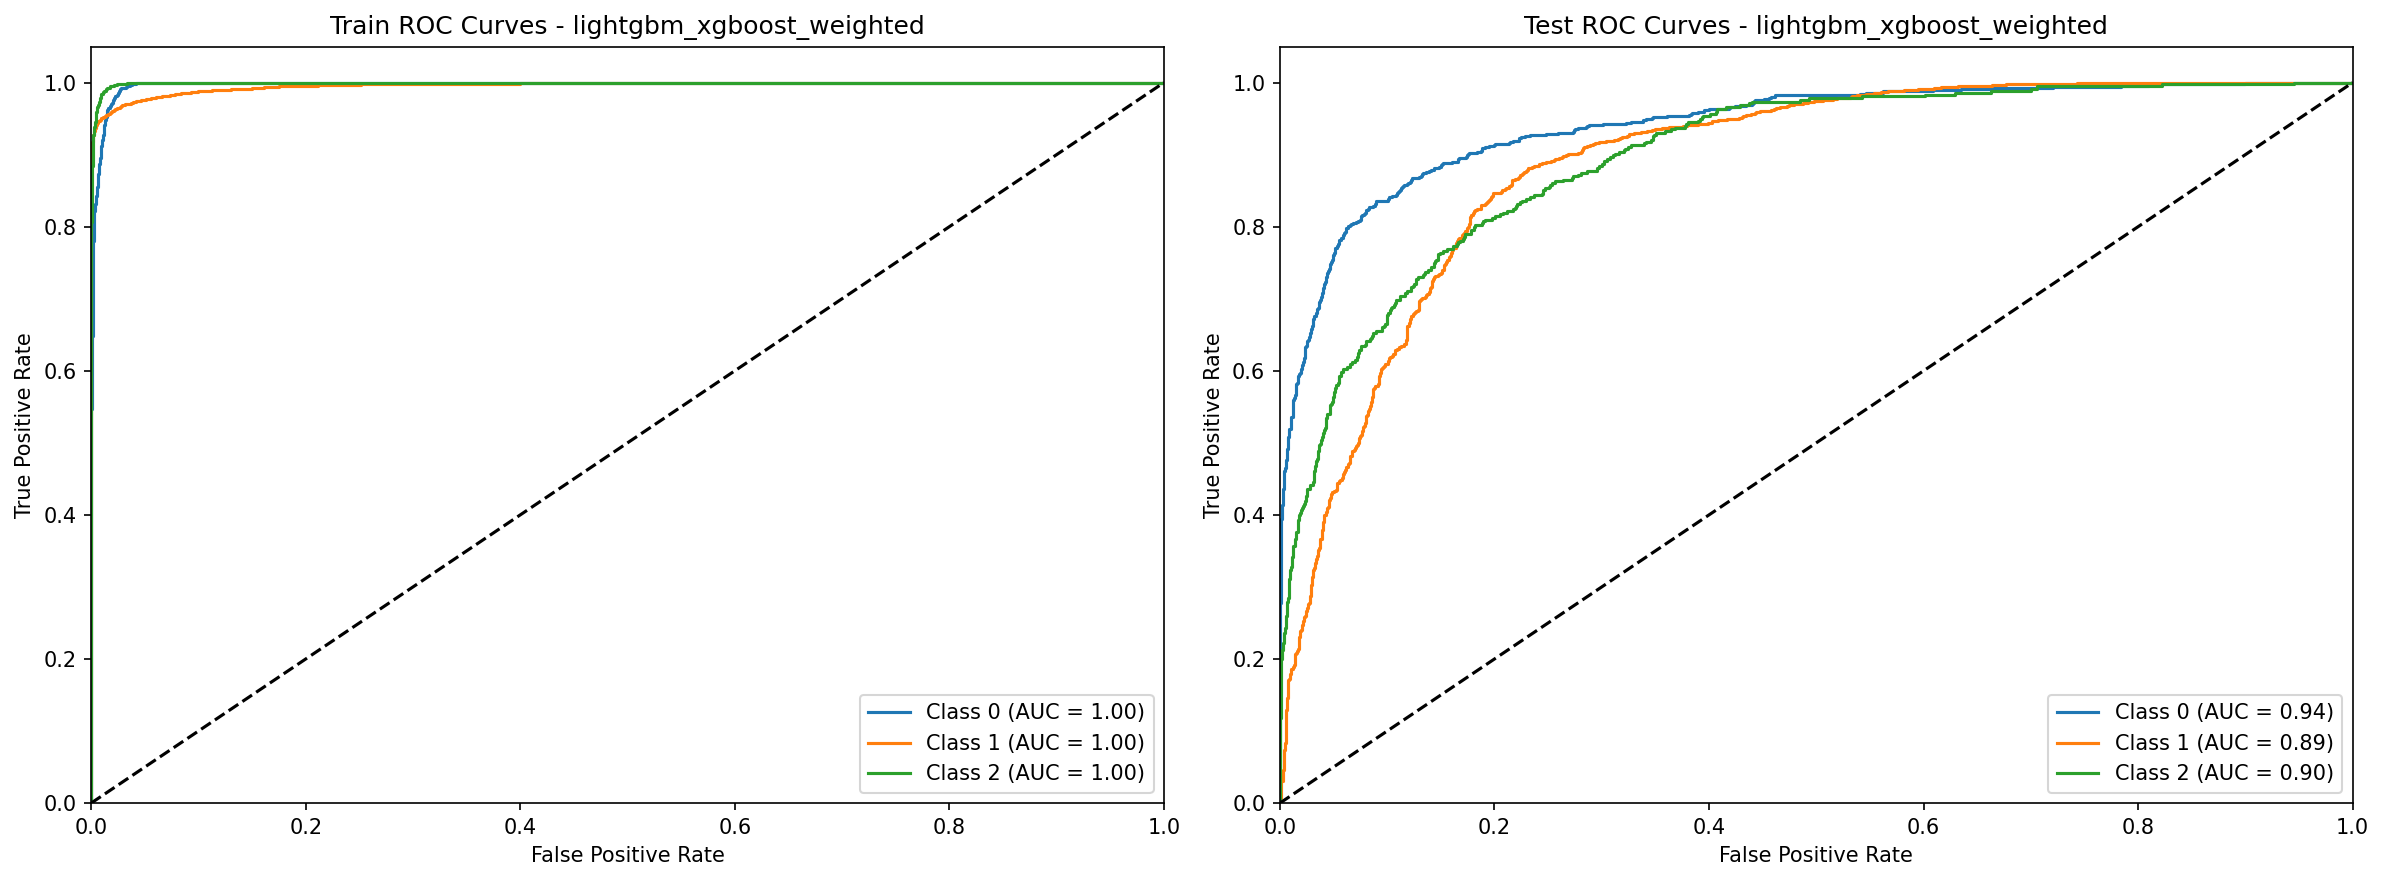 Train ROC Curves - lightgbm_xgboost_weighted
True Positive Rate
1.0
0.8
0.6
0.4
0.2
0.0
0.0 0.2 0.4 0.6 0.8 1.0
False Positive Rate
Class 0 (AUC = 1.00)
Class 1 (AUC = 1.00)
Class 2 (AUC = 1.00)
Test ROC Curves - lightgbm_xgboost_weighted
True Positive Rate
1.0
0.8
0.6
0.4
0.2
0.0
0.0 0.2 0.4 0.6 0.8 1.0
False Positive Rate
Class 0 (AUC = 0.94)
Class 1 (AUC = 0.89)
Class 2 (AUC = 0.90)